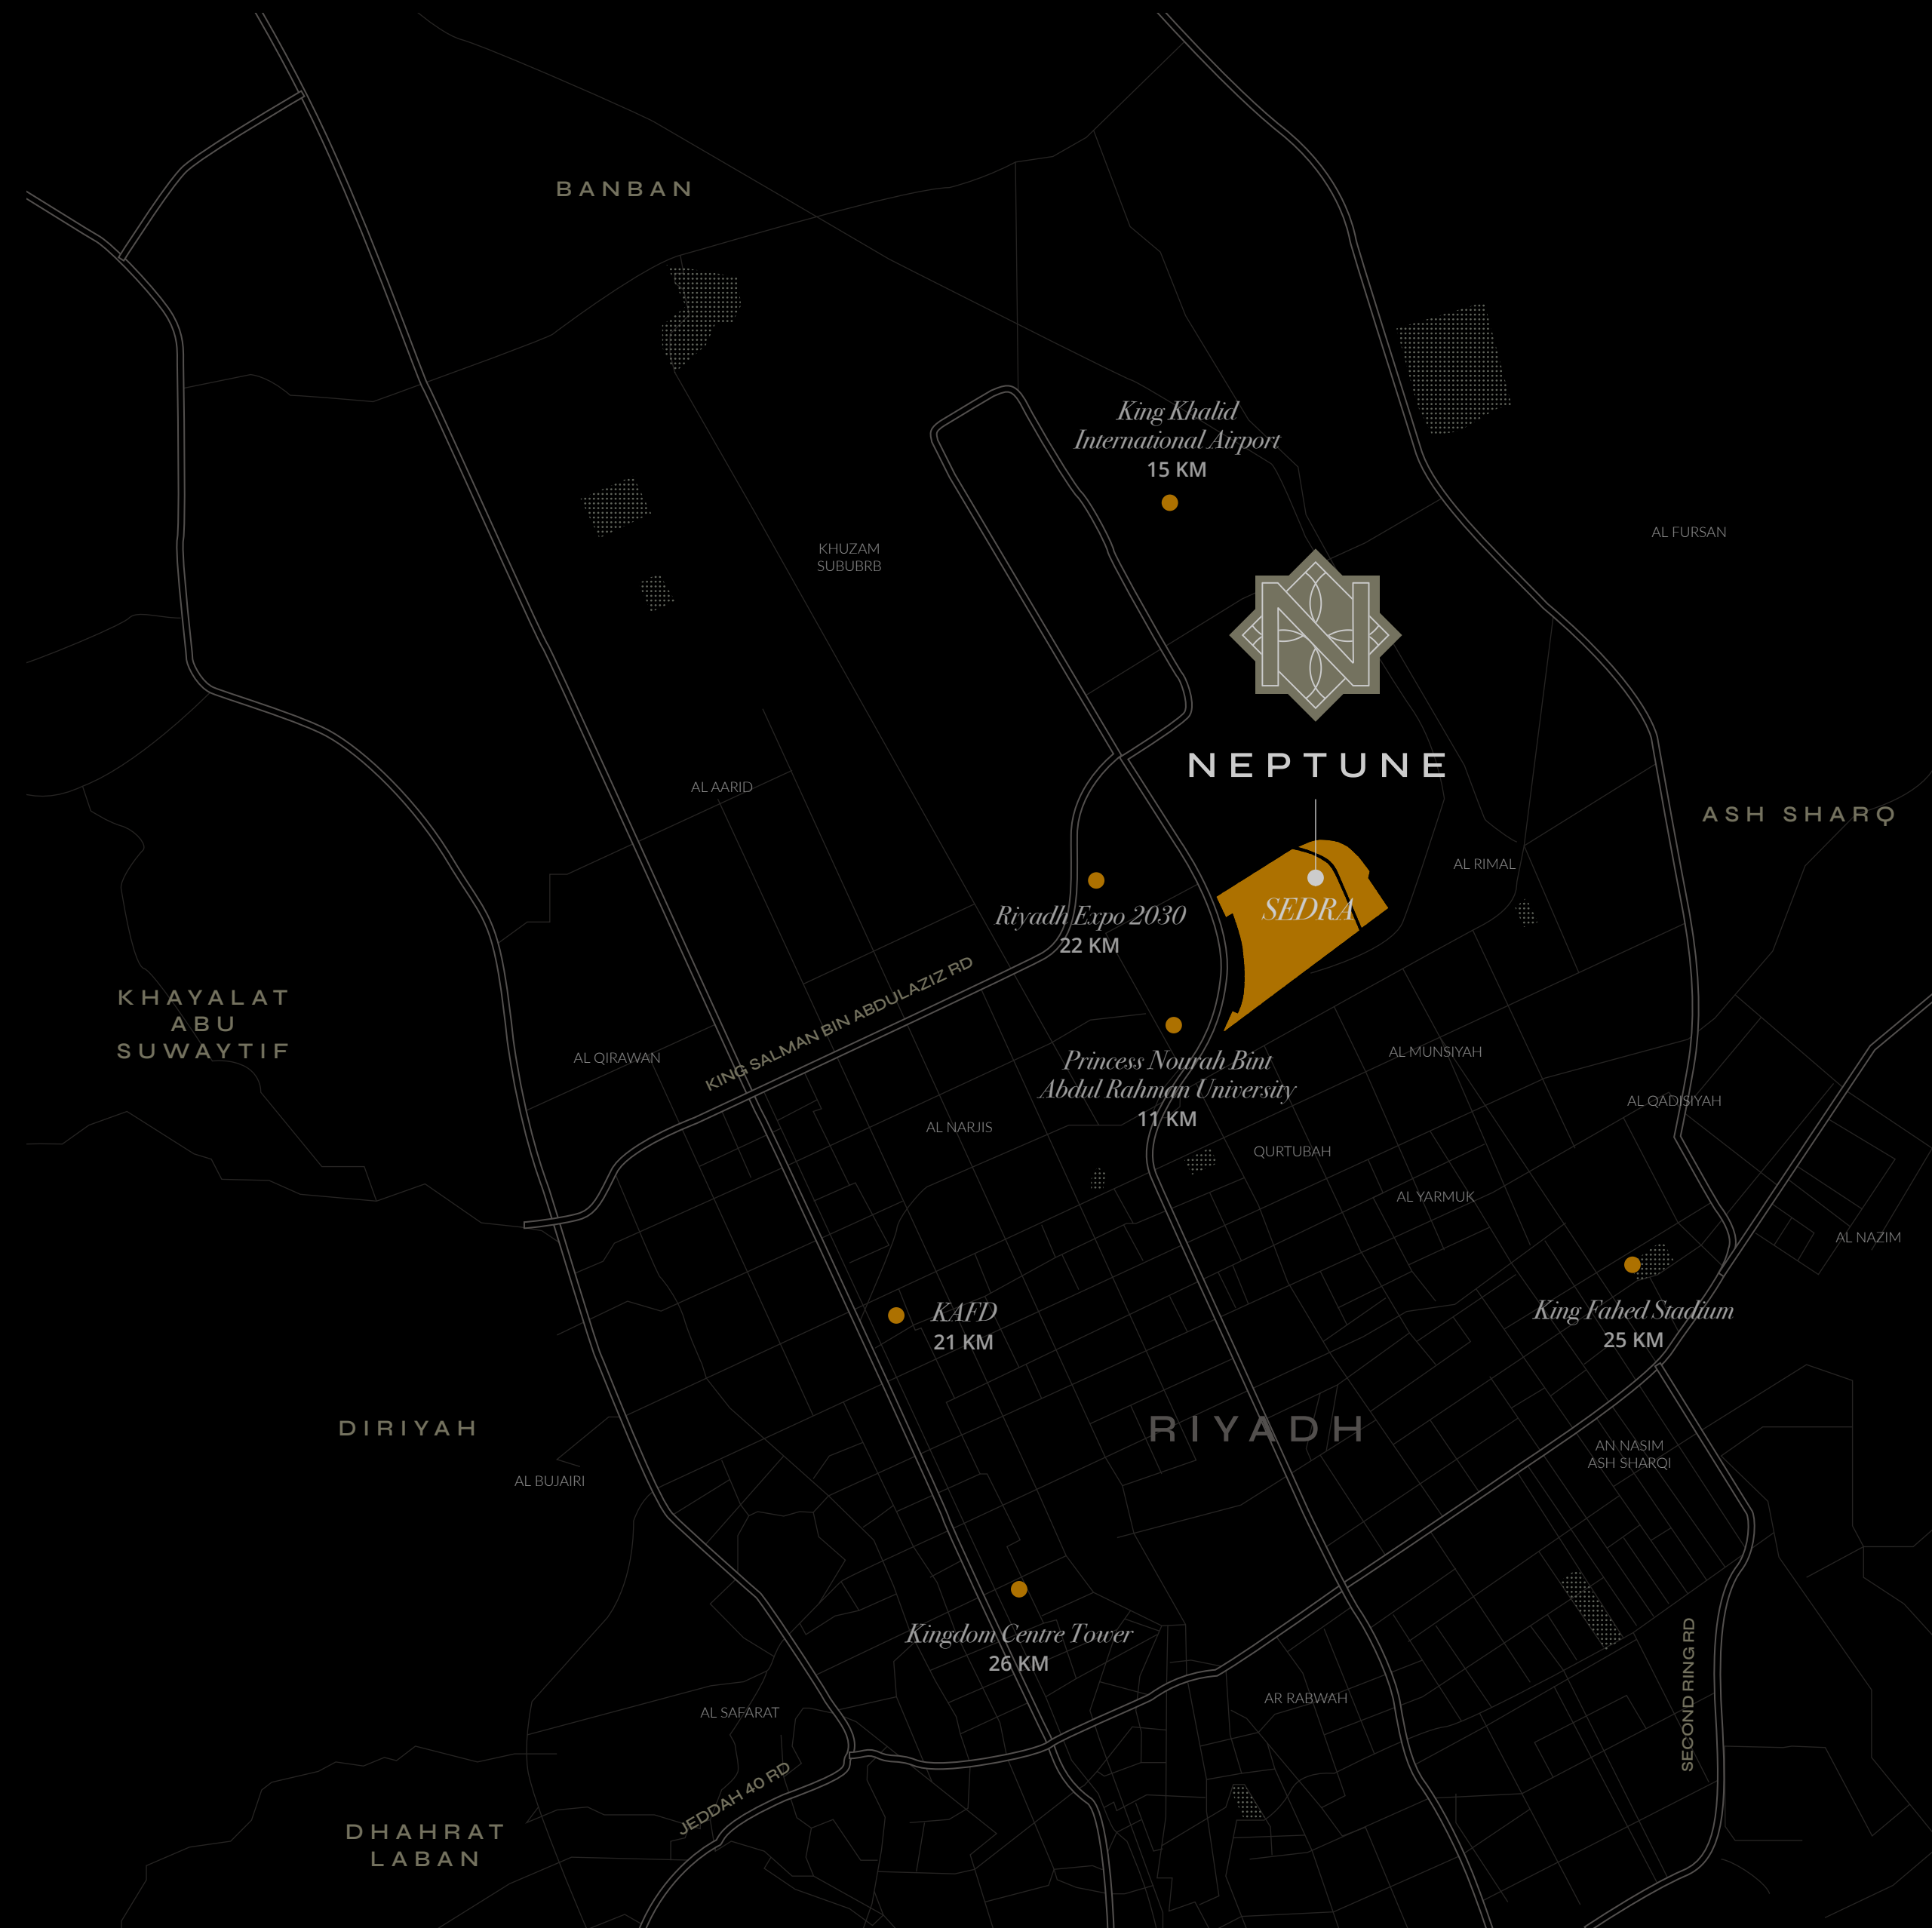 BANBAN
King Khalid
International Airport
15 KM
AL FURSAN
KHUZAM
SUBUBRB
N
NEPTUNE
AL AARID
ASH SHARQ
AL RIMAL
SEDRA
Riyadh Expo 2030
22 KM
KING SALMAN BIN ABDULAZIZ RD
KHAYALAT
ABU
SUWAYTIF
AL QIRAWAN
Princess Nourah Bint
Abdul Rahman University
11 KM
AL MUNSIYAH
AL QADISIYAH
AL NARJIS
QURTUBAH
AL YARMUK
AL NAZIM
KAFD
21 KM
King Fahed Stadium
25 KM
RIYADH
DIRIYAH
AN NASIM
ASH SHARQI
AL BUJAIRI
Kingdom Centre Tower
26 KM
AL SAFARAT
AR RABWAH
SECOND RING RD
JEDDAH 40 RD
DHAHRAT
LABAN